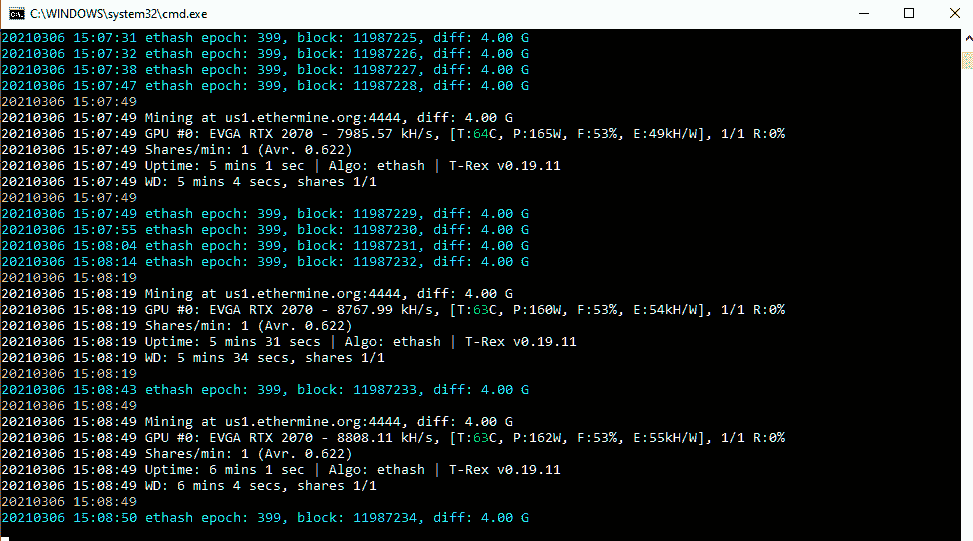 C:\WINDOWS\system32\cmd.exe
20210306 15:07:31 ethash epoch: 399, block: 11987225, diff: 4.00 G
20210306 15:07:32 ethash epoch: 399, block: 11987226, diff: 4.00 G
20210306 15:07:38 ethash epoch: 399, block: 11987227, diff: 4.00 G
20210306 15:07:47 ethash epoch: 399, block: 11987228, diff: 4.00 G
20210306 15:07:49
20210306 15:07:49 Mining at us1.ethermine.org:4444, diff: 4.00 G
20210306 15:07:49 GPU #0: EVGA RTX 2070 - 7985.57 kH/s, [T:64C, P:165W, F:53%, E:49kH/W], 1/1 R:0%
20210306 15:07:49 Shares/min: 1 (Avr. 0.622)
20210306 15:07:49 Uptime: 5 mins 1 sec | Algo: ethash | T-Rex v0.19.11
20210306 15:07:49 WD: 5 mins 4 secs, shares 1/1
20210306 15:07:49
20210306 15:07:49 ethash epoch: 399, block: 11987229, diff: 4.00 G
20210306 15:07:55 ethash epoch: 399, block: 11987230, diff: 4.00 G
20210306 15:08:04 ethash epoch: 399, block: 11987231, diff: 4.00 G
20210306 15:08:14 ethash epoch: 399, block: 11987232, diff: 4.00 G
20210306 15:08:19
20210306 15:08:19 Mining at us1.ethermine.org:4444, diff: 4.00 G
20210306 15:08:19 GPU #0: EVGA RTX 2070 - 8767.99 kH/s, [T:63C, P:160W, F:53%, E:54kH/W], 1/1 R:0%
20210306 15:08:19 Shares/min: 1 (Avr. 0.622)
20210306 15:08:19 Uptime: 5 mins 31 secs | Algo: ethash | T-Rex v0.19.11
20210306 15:08:19 WD: 5 mins 34 secs, shares 1/1
20210306 15:08:19
20210306 15:08:43 ethash epoch: 399, block: 11987233, diff: 4.00 G
20210306 15:08:49
20210306 15:08:49 Mining at us1.ethermine.org:4444, diff: 4.00 G
20210306 15:08:49 GPU #0: EVGA RTX 2070 - 8808.11 kH/s, [T:63C, P:162W, F:53%, E:55kH/W], 1/1 R:0%
20210306 15:08:49 Shares/min: 1 (Avr. 0.622)
20210306 15:08:49 Uptime: 6 mins 1 sec | Algo: ethash | T-Rex v0.19.11
20210306 15:08:49 WD: 6 mins 4 secs, shares 1/1
20210306 15:08:49
20210306 15:08:50 ethash epoch: 399, block: 11987234, diff: 4.00 G